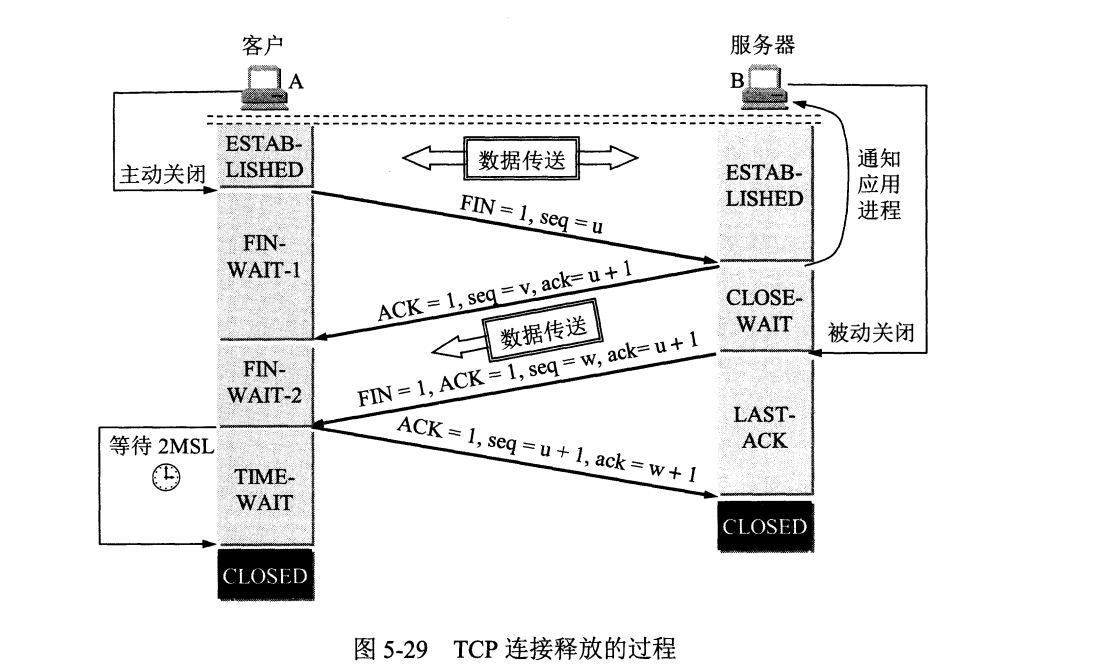 客户
服务器
A
B
ESTAB-
LISHED
数据传送
ESTAB-
LISHED
通知
应用
进程
主动关闭
FIN = 1, seq = u
FIN-
WAIT-1
ACK = 1, seq = v, ack= u + 1
CLOSE-
WAIT
数据传送
被动关闭
FIN = 1, ACK = 1, seq = w, ack= u + 1
FIN-
WAIT-2
ACK = 1, seq = u + 1, ack = w + 1
LAST-
ACK
等待 2MSL
TIME-
WAIT
CLOSED
CLOSED
图 5-29 TCP 连接释放的过程